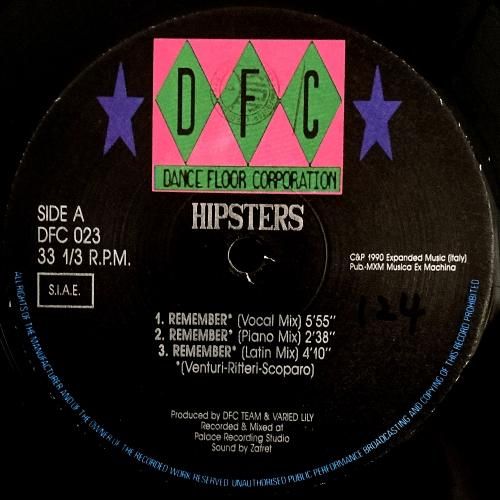 D F C
DANCE FLOOR CORPORATION
HIPSTERS
SIDE A
DFC 023
33 1/3 R.P.M.
S.I.A.E.
C&P 1990 Expanded Music (Italy)
Pub.-MXM Musica Ex Machina
124
1. REMEMBER* (Vocal Mix) 5'55"
2. REMEMBER* (Piano Mix) 2'38"
3. REMEMBER* (Latin Mix) 4'10"
*(Venturi-Ritteri-Scoparo)
Produced by DFC TEAM & VARIED LILY
Recorded & Mixed at
Palace Recording Studio
Sound by Zafret
ALL RIGHTS OF THE MANUFACTURER AND OF THE OWNER OF THE RECORDED WORK RESERVED UNAUTHORISED PUBLIC PERFORMANCE BROADCASTING AND COPYING OF THIS RECORD PROHIBITED